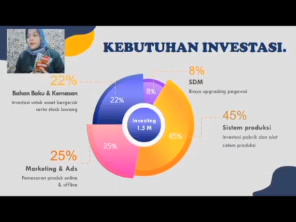 KEBUTUHAN INVESTASI.
22%
Bahan Baku & Kemasan
Investasi untuk asset bergerak
serta stock barang
25%
Marketing & Ads
Pemasaran produk online
& offline
8%
SDM
Biaya upgrading pegawai
45%
Sistem produksi
Investasi pabrik dan alat
sistem produksi
22%
8%
45%
25%
Investing
1.5 M